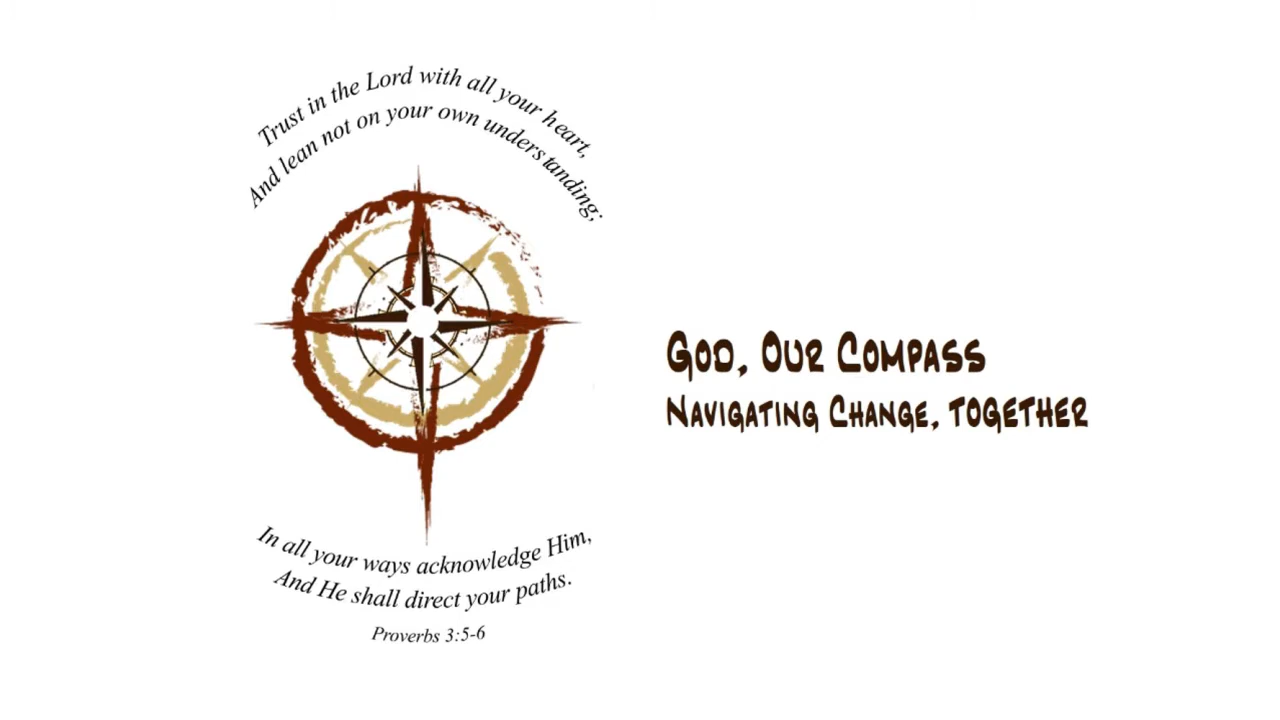 Trust in the Lord with all your heart,
And lean not on your own understanding;
In all your ways acknowledge Him,
And He shall direct your paths.
Proverbs 3:5-6
God, Our Compass
Navigating Change, TOGETHER